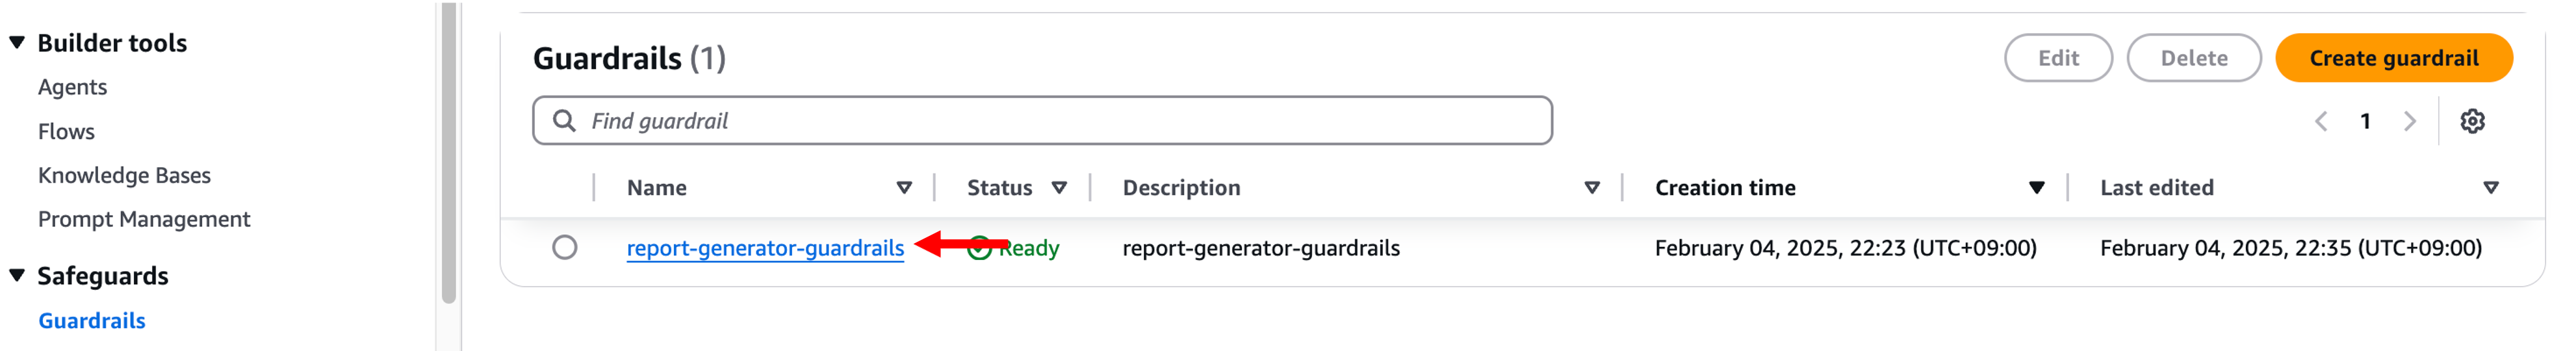 Builder tools
Agents
Flows
Knowledge Bases
Prompt Management
Safeguards
Guardrails
Guardrails (1)
Edit
Delete
Create guardrail
Find guardrail
1
Name
Status
Description
Creation time
Last edited
report-generator-guardrails
Ready
report-generator-guardrails
February 04, 2025, 22:23 (UTC+09:00)
February 04, 2025, 22:35 (UTC+09:00)